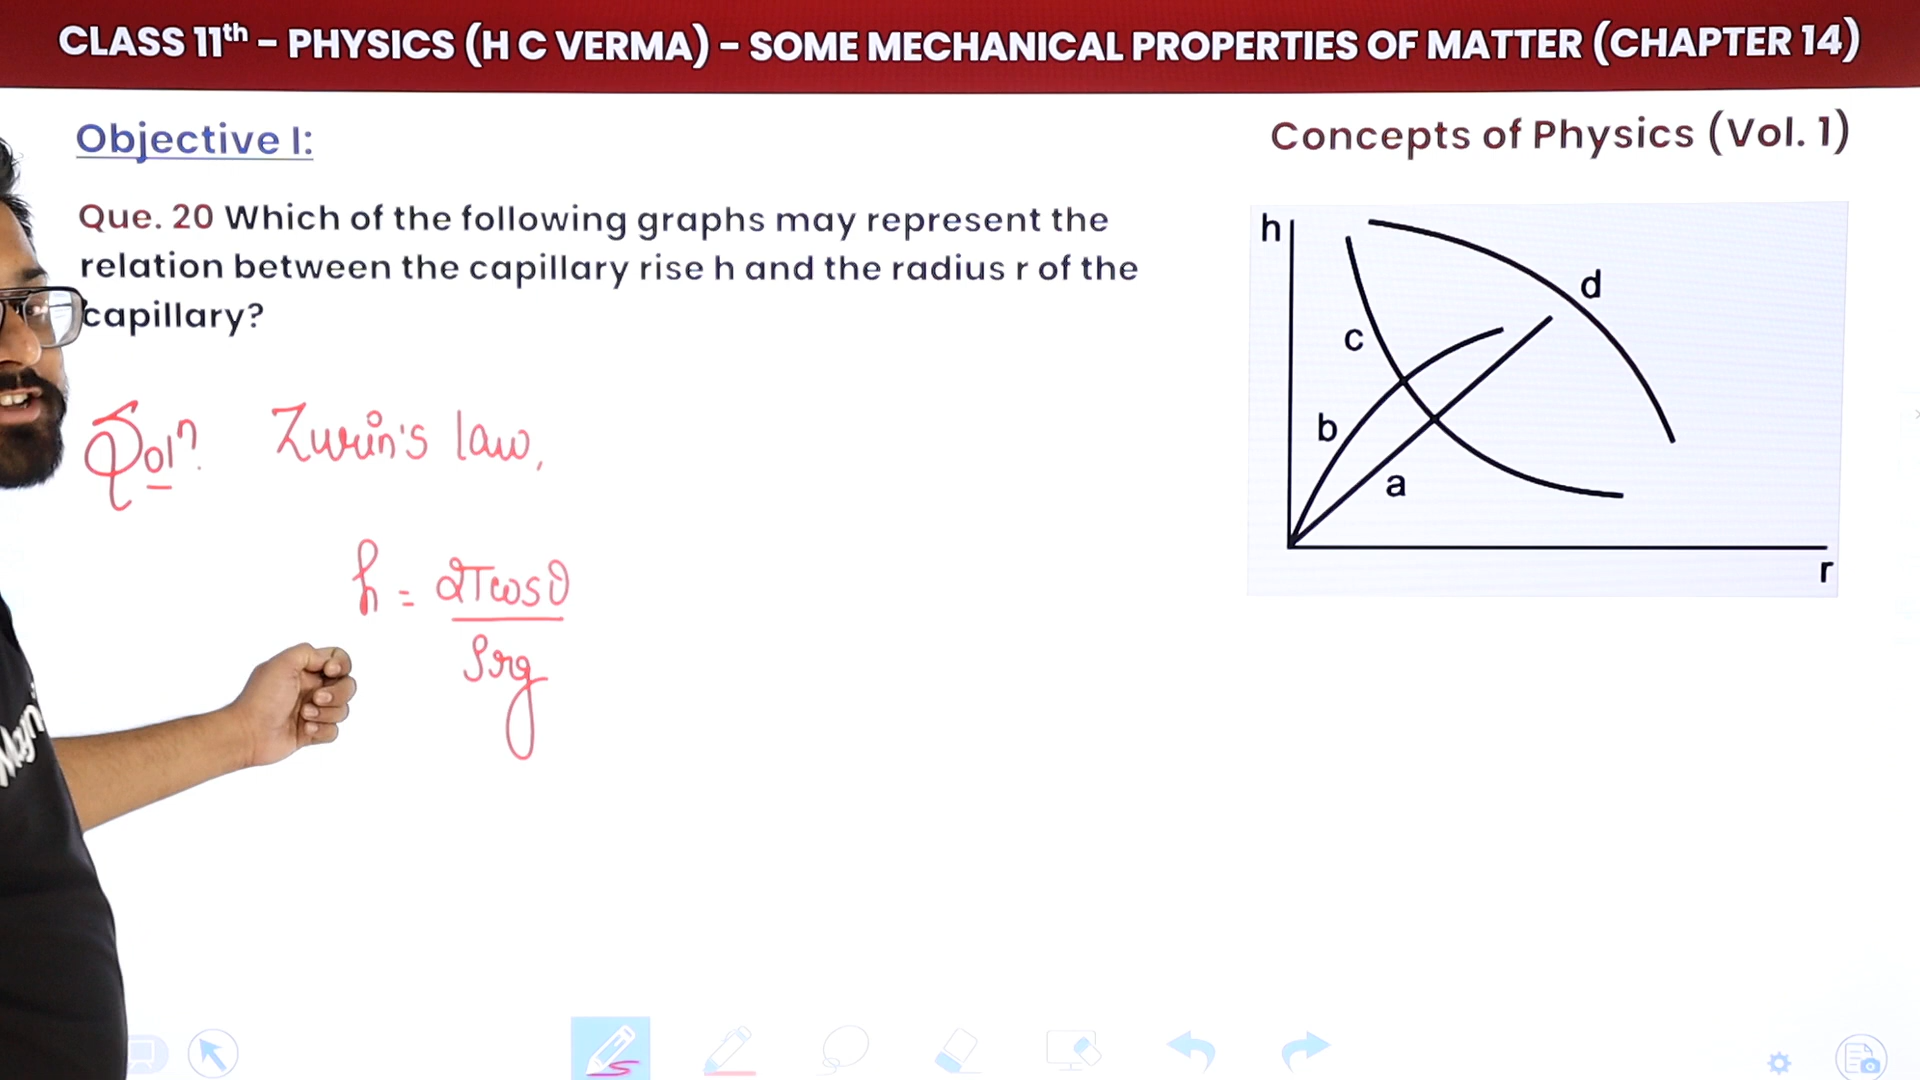 CLASS 11th - PHYSICS (H C VERMA) - SOME MECHANICAL PROPERTIES OF MATTER (CHAPTER 14)
Objective I:
Concepts of Physics (Vol. 1)
Que. 20 Which of the following graphs may represent the
relation between the capillary rise h and the radius r of the
capillary?
h
d
c
b
a
r
Soln. Zurin's law,
h = 2Tcosθ
ρrg